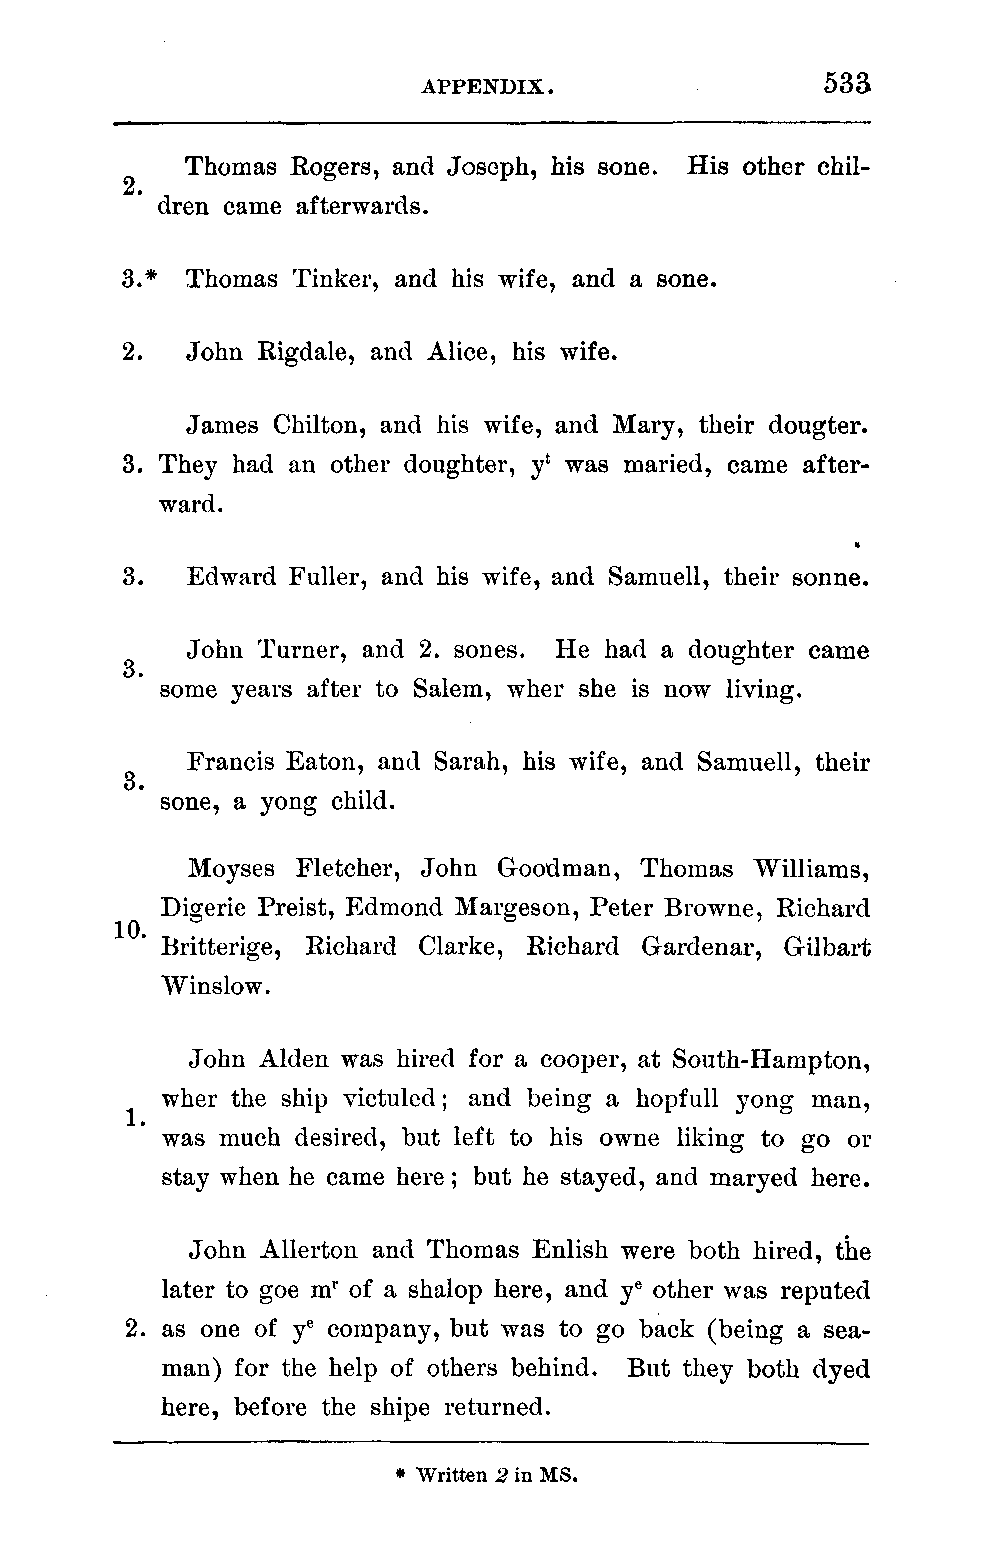 APPENDIX. 533
Thomas Rogers, and Joseph, his sone. His other chil-
2.
dren came afterwards.
3.* Thomas Tinker, and his wife, and a sone.
2. John Rigdale, and Alice, his wife.
James Chilton, and his wife, and Mary, their dougter.
3. They had an other doughter, yᵗ was maried, came after-
ward.
3. Edward Fuller, and his wife, and Samuell, their sonne.
John Turner, and 2. sones. He had a doughter came
3.
some years after to Salem, wher she is now living.
Francis Eaton, and Sarah, his wife, and Samuell, their
3.
sone, a yong child.
Moyses Fletcher, John Goodman, Thomas Williams,
Digerie Preist, Edmond Margeson, Peter Browne, Richard
10.
Britterige, Richard Clarke, Richard Gardenar, Gilbart
Winslow.
John Alden was hired for a cooper, at South-Hampton,
wher the ship victuled; and being a hopfull yong man,
1.
was much desired, but left to his owne liking to go or
stay when he came here; but he stayed, and maryed here.
John Allerton and Thomas Enlish were both hired, the
later to goe mʳ of a shalop here, and yᵉ other was reputed
2. as one of yᵉ company, but was to go back (being a sea-
man) for the help of others behind. But they both dyed
here, before the shipe returned.
* Written 2 in MS.